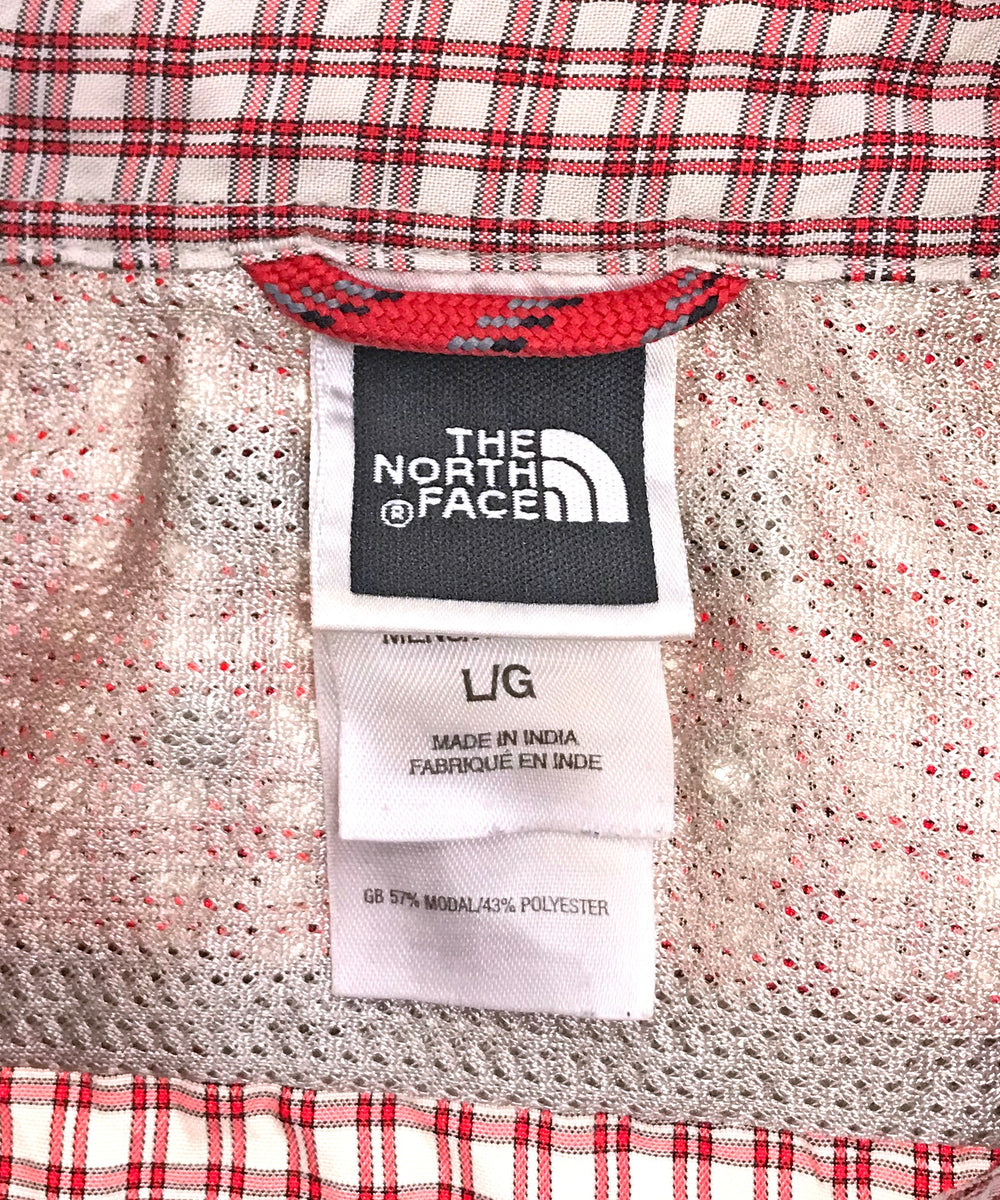 THE
NORTH
® FACE
L/G
MADE IN INDIA
FABRIQUÉ EN INDE
GB 57% MODAL/43% POLYESTER